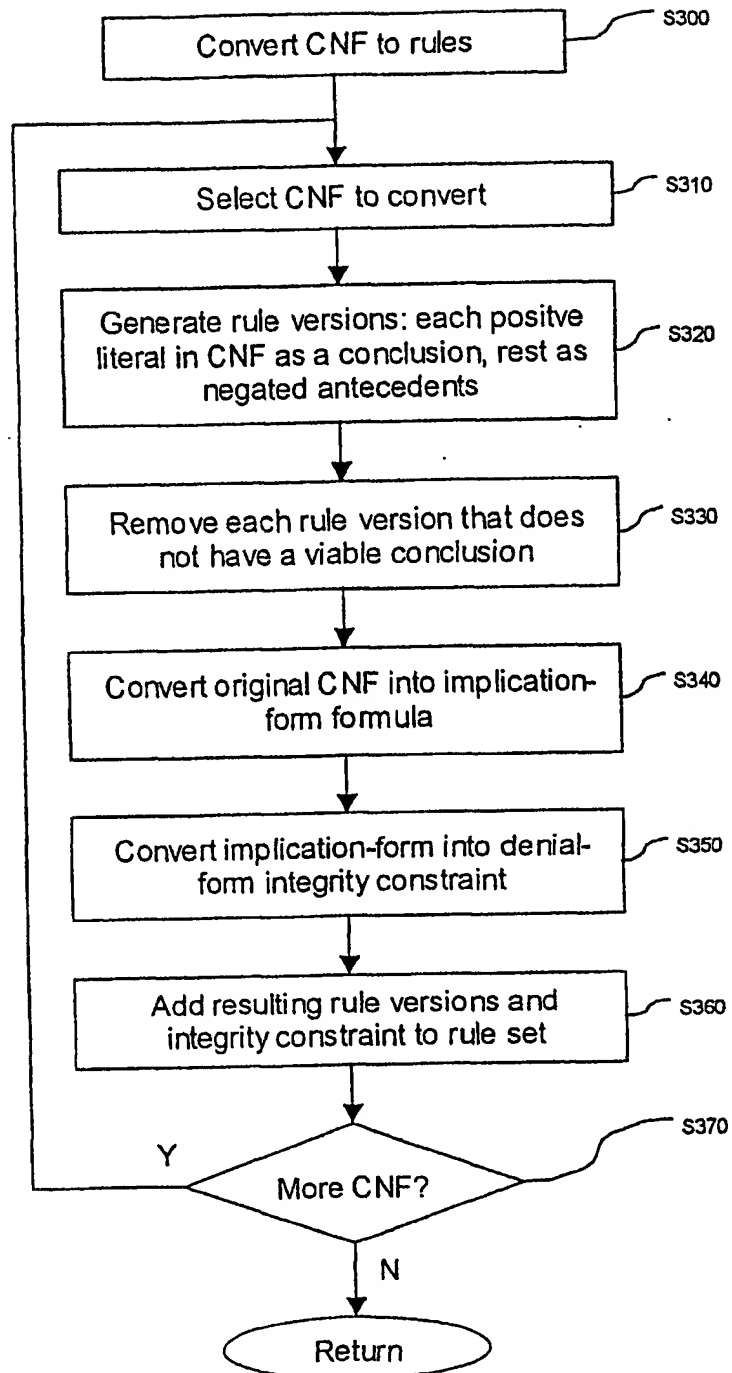 Convert CNF to rules
S300
Select CNF to convert
S310
Generate rule versions: each positve
literal in CNF as a conclusion, rest as
negated antecedents
S320
Remove each rule version that does
not have a viable conclusion
S330
Convert original CNF into implication-
form formula
S340
Convert implication-form into denial-
form integrity constraint
S350
Add resulting rule versions and
integrity constraint to rule set
S360
S370
Y
More CNF?
N
Return